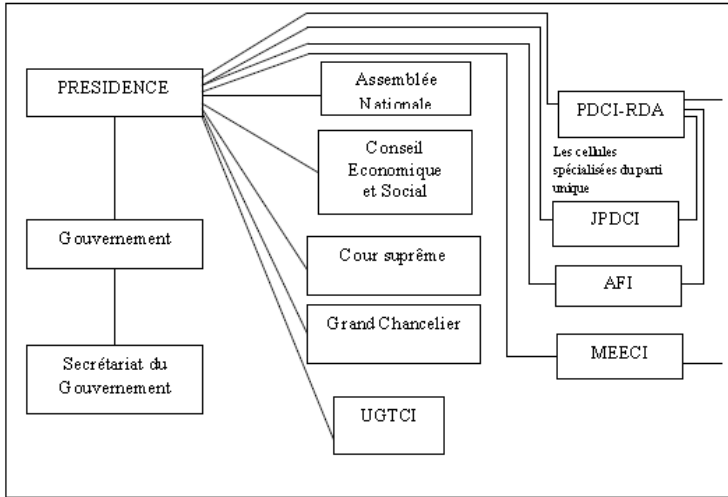 PRESIDENCE
Gouvernement
Secrétariat du
Gouvernement
Assemblée
Nationale
Conseil
Economique
et Social
Cour suprême
Grand Chancelier
UGTCI
PDCI-RDA
Les cellules
spécialisées du parti
unique
JPDCI
AFI
MEECI